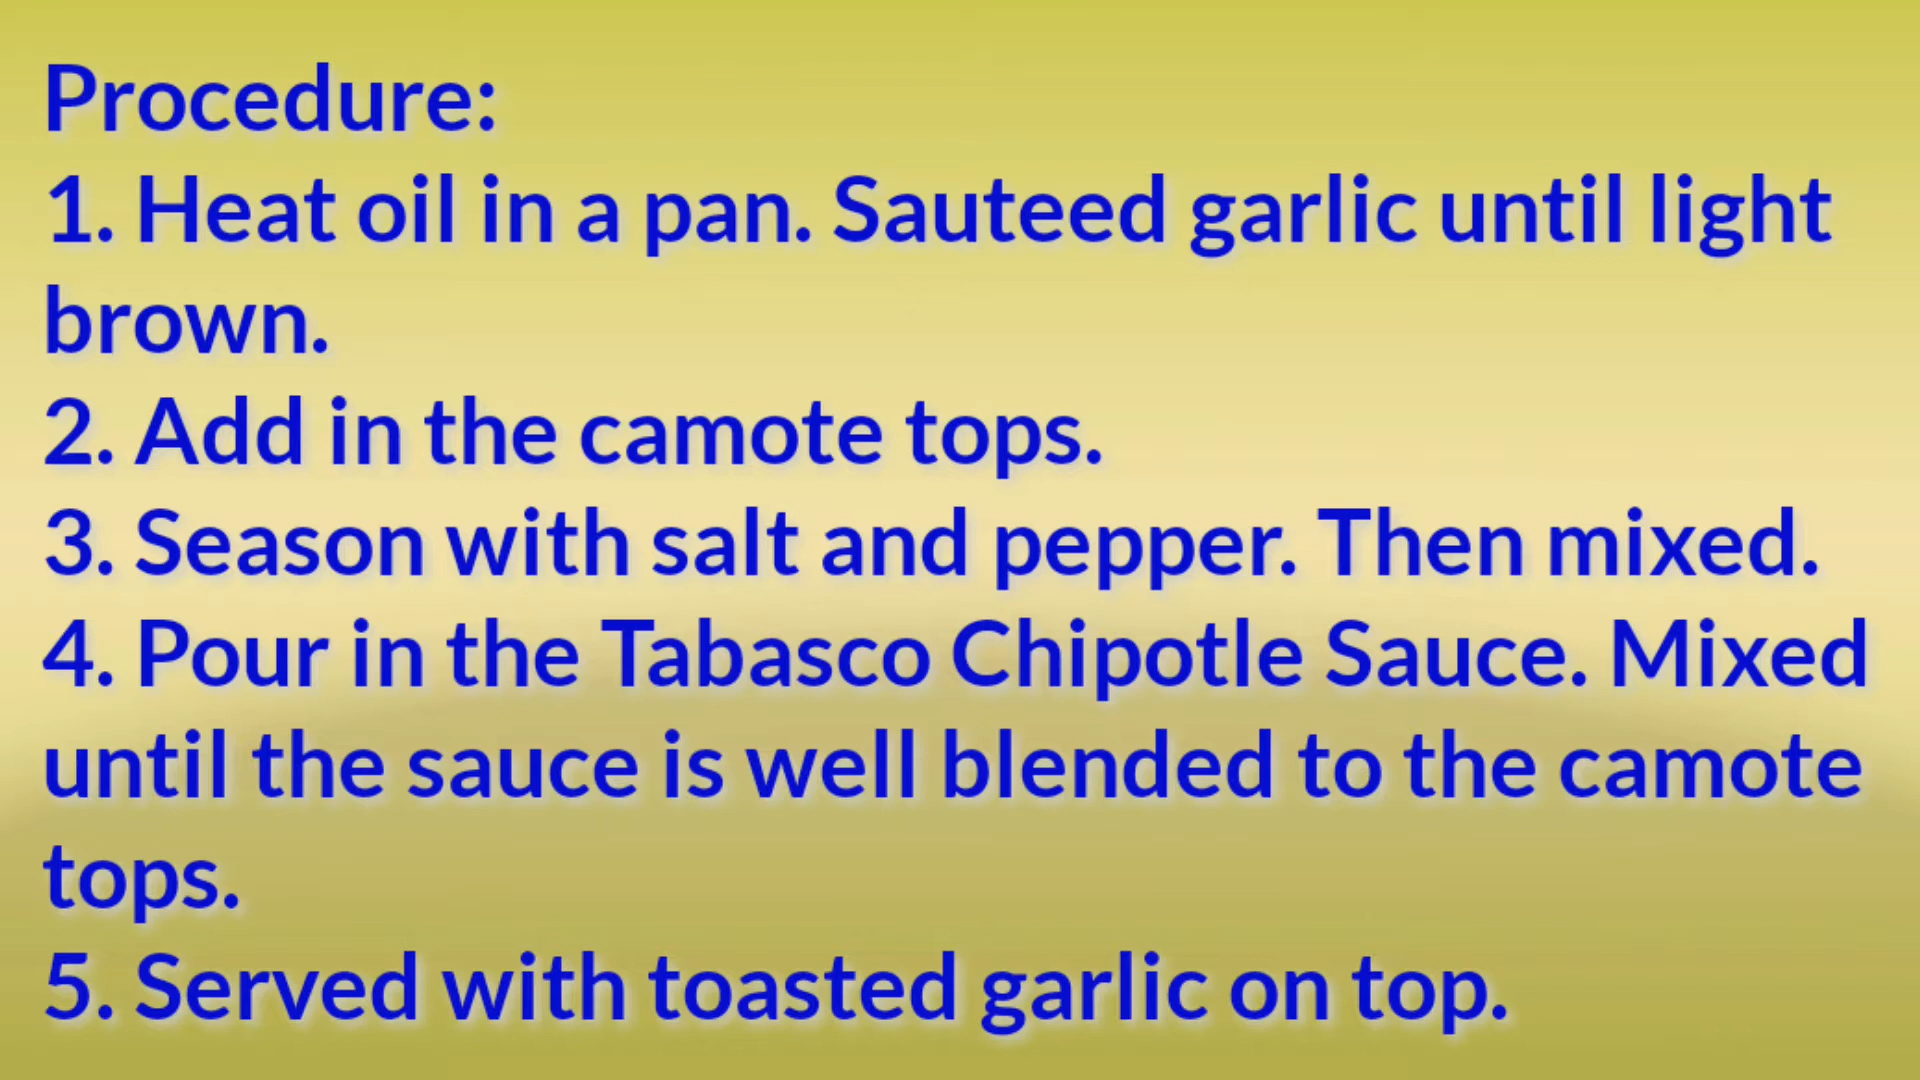 Procedure:
1. Heat oil in a pan. Sauteed garlic until light
brown.
2. Add in the camote tops.
3. Season with salt and pepper. Then mixed.
4. Pour in the Tabasco Chipotle Sauce. Mixed
until the sauce is well blended to the camote
tops.
5. Served with toasted garlic on top.